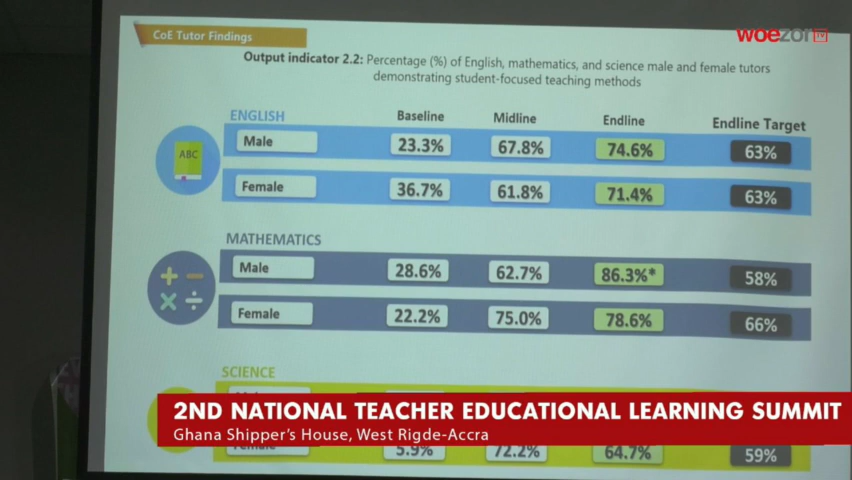 CoE Tutor Findings
woezor TV
Output indicator 2.2: Percentage (%) of English, mathematics, and science male and female tutors
demonstrating student-focused teaching methods
Baseline Midline Endline Endline Target
ENGLISH
ABC
Male 23.3% 67.8% 74.6% 63%
Female 36.7% 61.8% 71.4% 63%
MATHEMATICS
Male 28.6% 62.7% 86.3%* 58%
Female 22.2% 75.0% 78.6% 66%
SCIENCE
2ND NATIONAL TEACHER EDUCATIONAL LEARNING SUMMIT
Ghana Shipper's House, West Rigde-Accra
Female 5.9% 72.2% 64.7% 59%